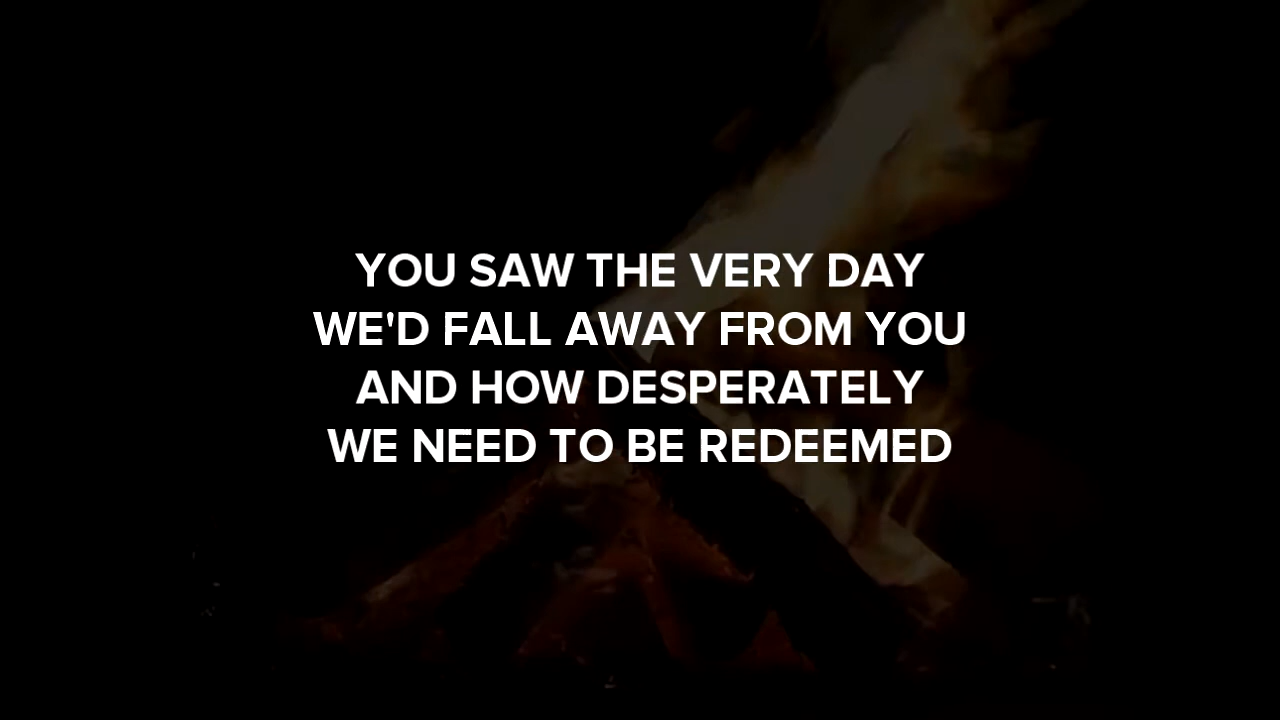 YOU SAW THE VERY DAY
WE'D FALL AWAY FROM YOU
AND HOW DESPERATELY
WE NEED TO BE REDEEMED